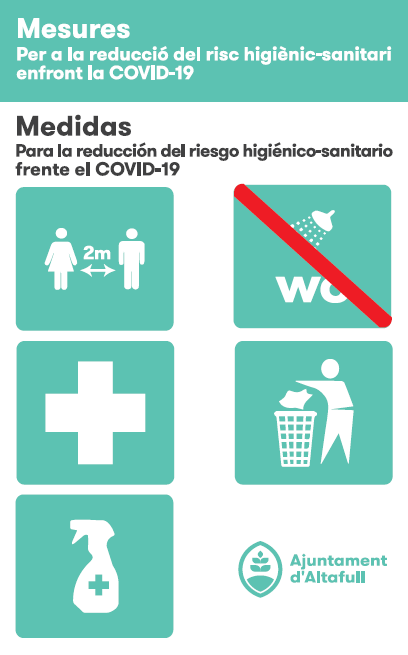 Mesures
Per a la reducció del risc higiènic-sanitari
enfront la COVID-19
Medidas
Para la reducción del riesgo higiénico-sanitario
frente el COVID-19
2m
WC
Ajuntament
d'Altafull